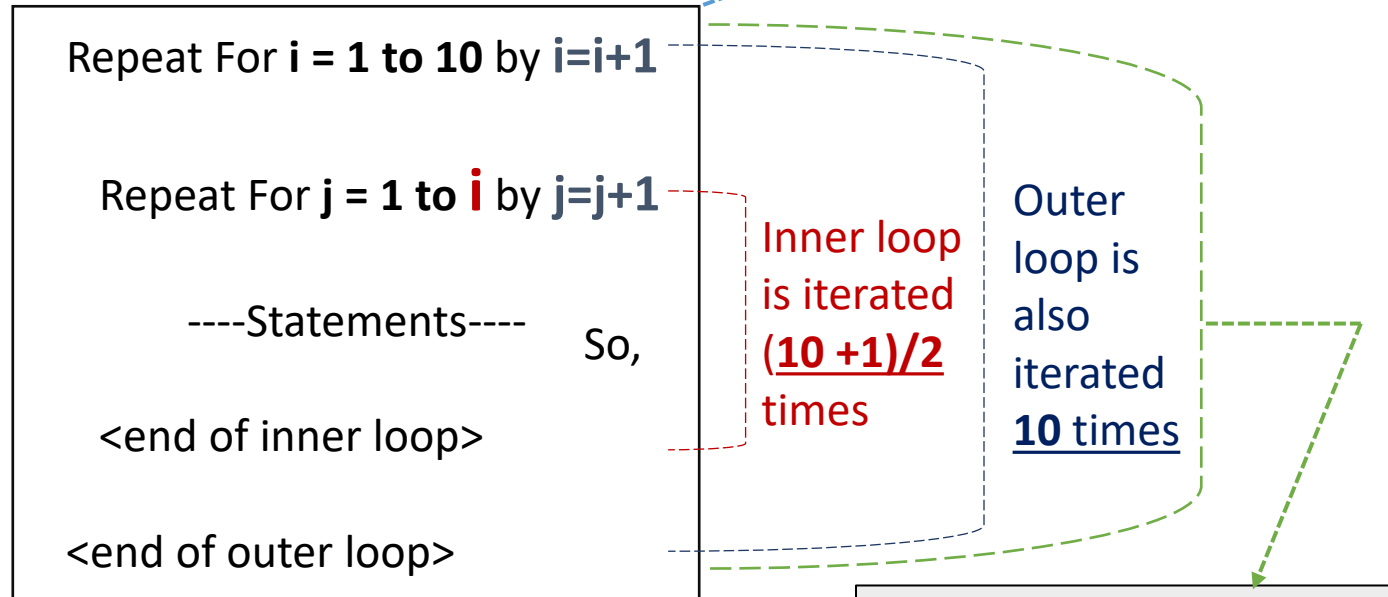 Repeat For i = 1 to 10 by i=i+1
Repeat For j = 1 to i by j=j+1
----Statements----
So,
<end of inner loop>
<end of outer loop>
Inner loop
is iterated
(10 +1)/2
times
Outer
loop is
also
iterated
10 times